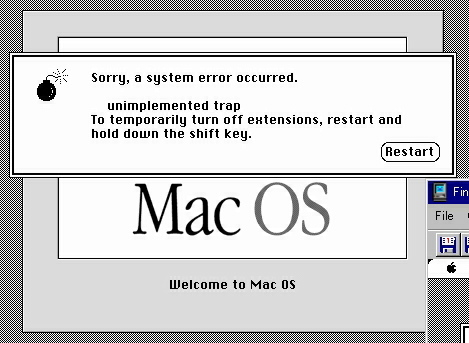 Sorry, a system error occurred.
unimplemented trap
To temporarily turn off extensions, restart and
hold down the shift key.
Restart
Mac OS
Welcome to Mac OS
Fin
File